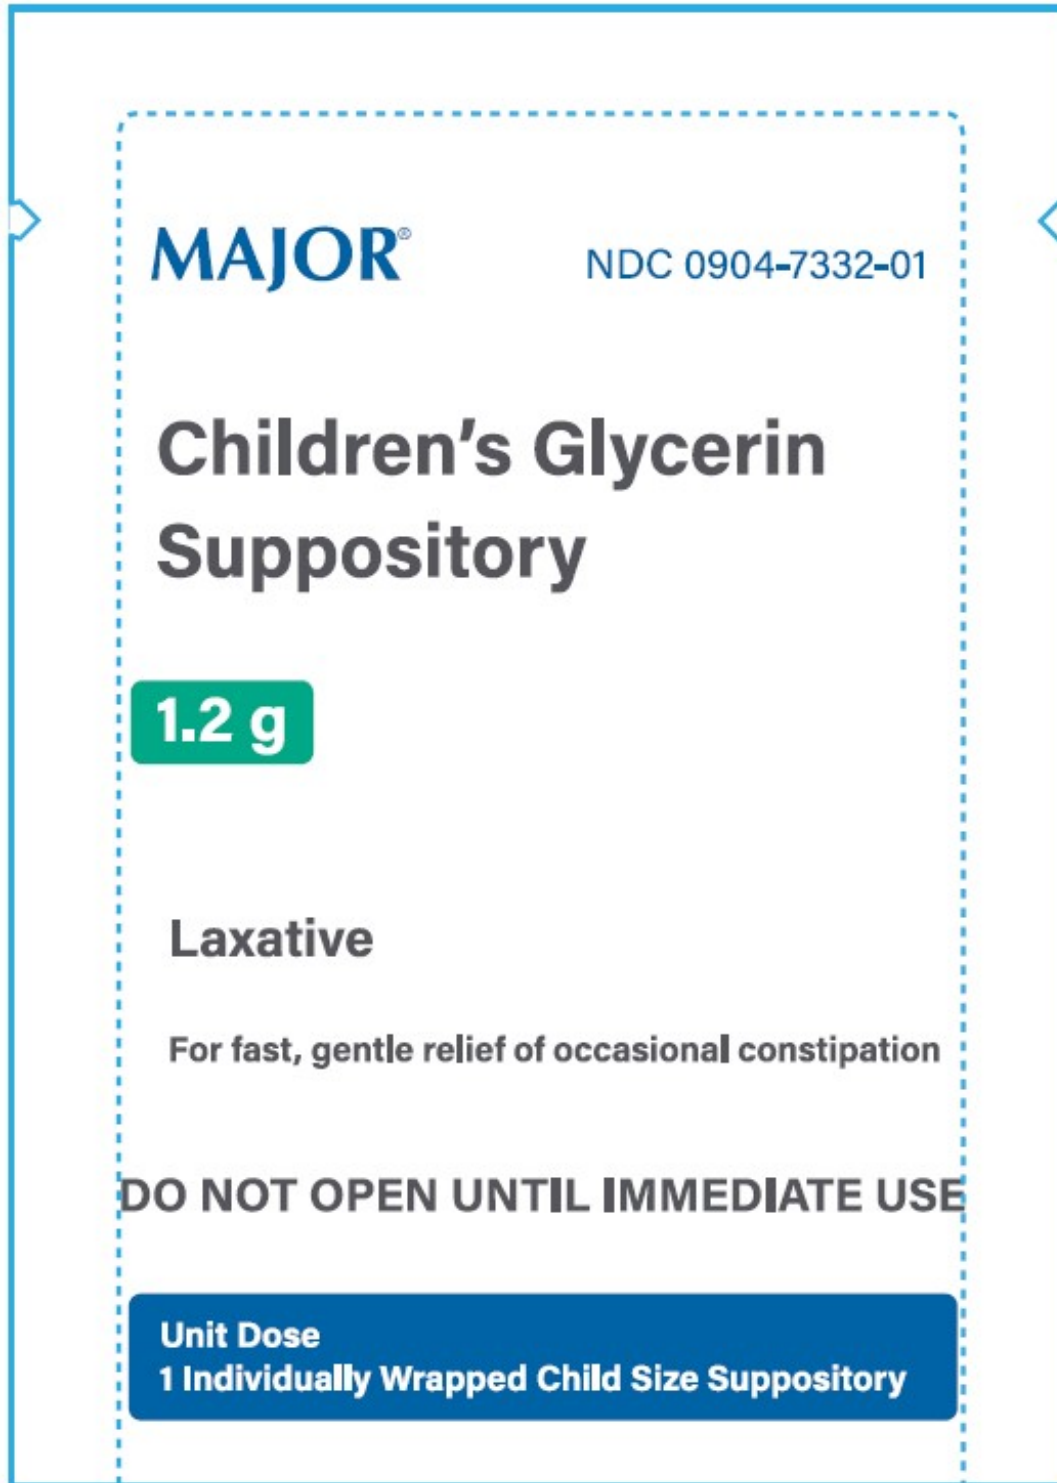 MAJOR® NDC 0904-7332-01
Children's Glycerin
Suppository
1.2 g
Laxative
For fast, gentle relief of occasional constipation
DO NOT OPEN UNTIL IMMEDIATE USE
Unit Dose
1 Individually Wrapped Child Size Suppository